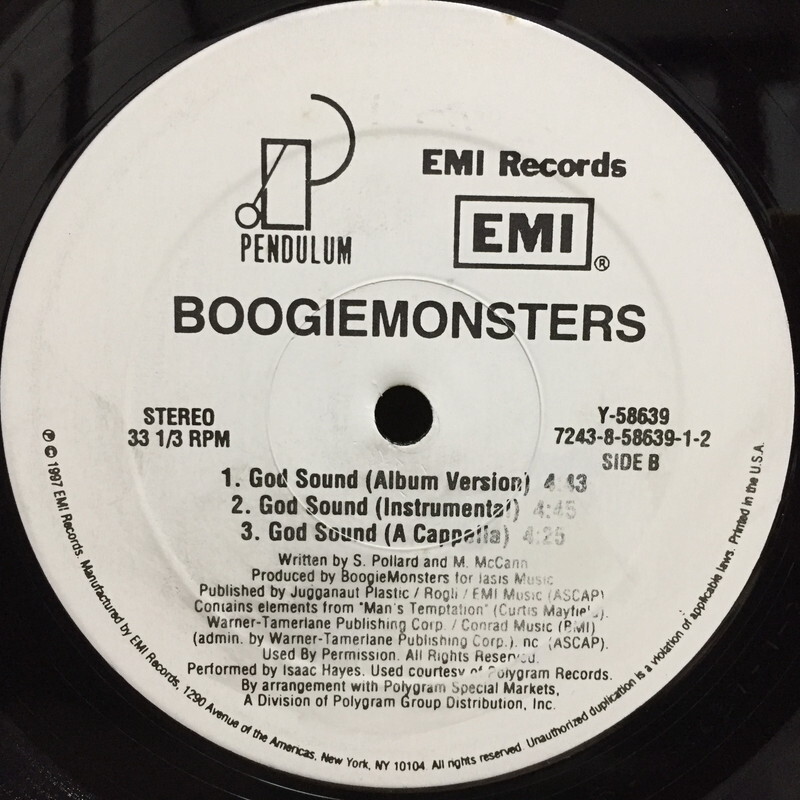 PENDULUM
EMI Records
EMI ®
BOOGIEMONSTERS
STEREO
33 1/3 RPM
Y-58639
7243-8-58639-1-2
SIDE B
1. God Sound (Album Version) 4:43
2. God Sound (Instrumental) 4:45
3. God Sound (A Cappella) 4:25
Written by S. Pollard and M. McCann
Produced by BoogieMonsters for Iasis Music
Published by Jugganaut Plastic / Rogli / EMI Music (ASCAP)
Contains elements from "Man's Temptation" (Curtis Mayfield).
Warner-Tamerlane Publishing Corp. / Conrad Music (BMI)
(admin. by Warner-Tamerlane Publishing Corp.). nc (ASCAP).
Used By Permission. All Rights Reserved.
Performed by Isaac Hayes. Used courtesy of Polygram Records.
By arrangement with Polygram Special Markets,
A Division of Polygram Group Distribution, Inc.
℗ © 1997 EMI Records. Manufactured by EMI Records, 1290 Avenue of the Americas, New York, NY 10104 All rights reserved. Unauthorized duplication is a violation of applicable laws. Printed in the U.S.A.